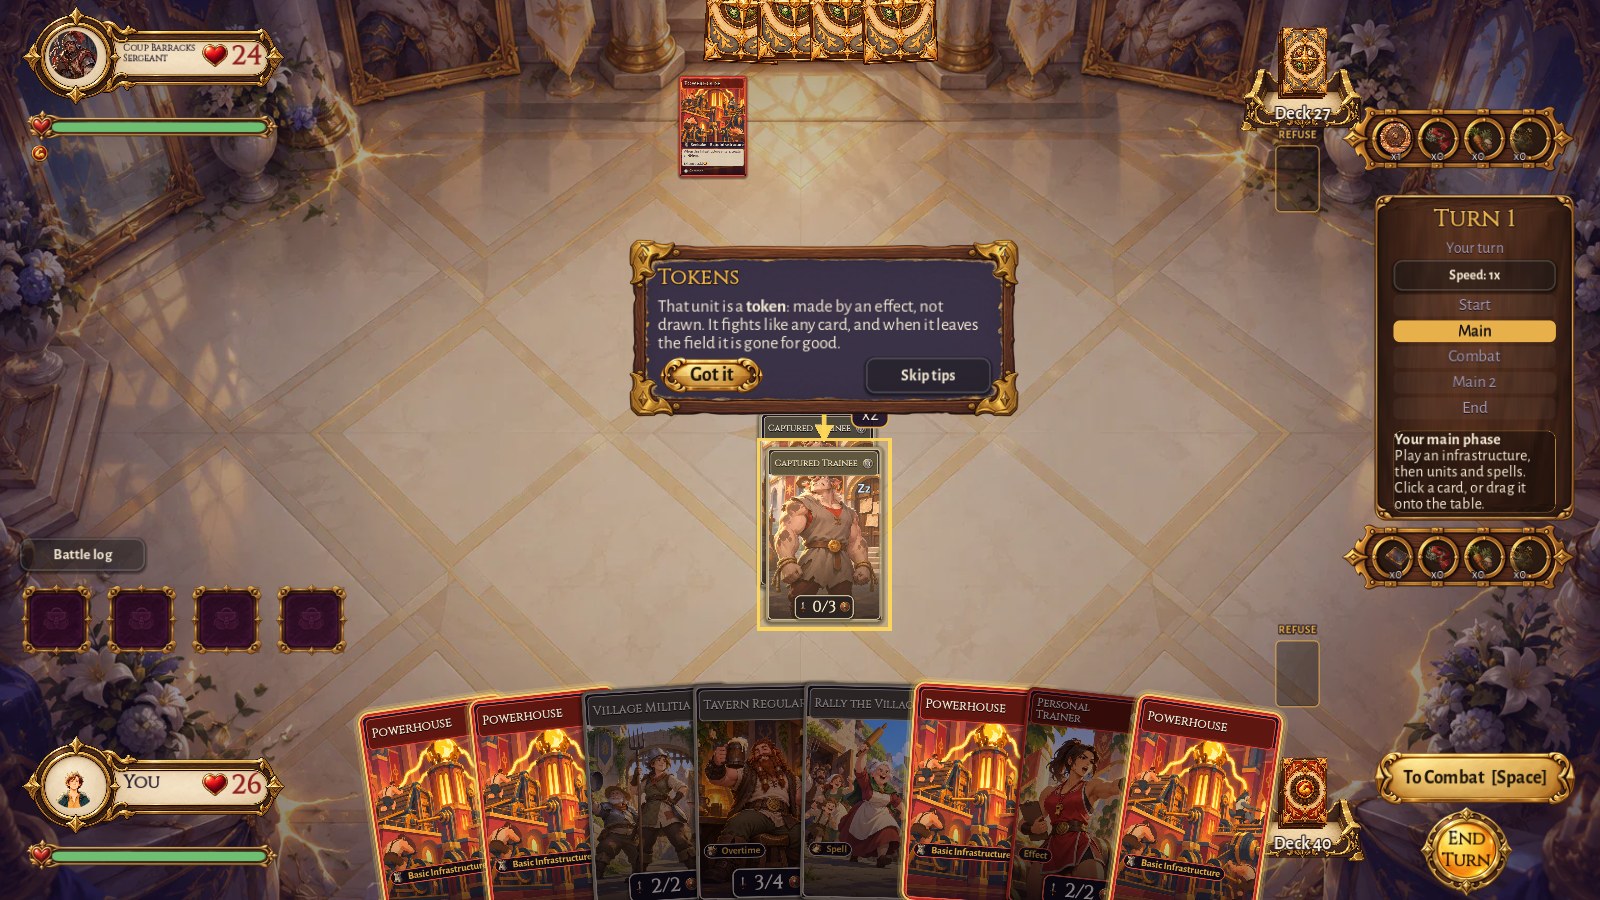 Coup Barracks
Sergeant
24
Deck 27
REFUSE
x1
x0
x0
x0
Powerhouse
Turn 1
Your turn
Speed: 1x
Start
Main
Combat
Main 2
End
Your main phase
Play an infrastructure,
then units and spells.
Click a card, or drag it
onto the table.
Tokens
That unit is a token: made by an effect, not
drawn. It fights like any card, and when it leaves
the field it is gone for good.
Got it
Skip tips
Captured
x2
Captured Trainee
Zz
0/3
Battle log
x0
x0
x0
x0
REFUSE
You
26
Powerhouse
Basic Infrastructure
Powerhouse
Basic Infrastructure
Village Militia
2/2
Tavern Regula
Overtime
3/4
Rally the Villag
Spell
Powerhouse
Basic Infrastructure
Personal
Trainer
Effect
2/2
Powerhouse
Basic Infrastructure
Deck 40
To Combat [Space]
End
Turn